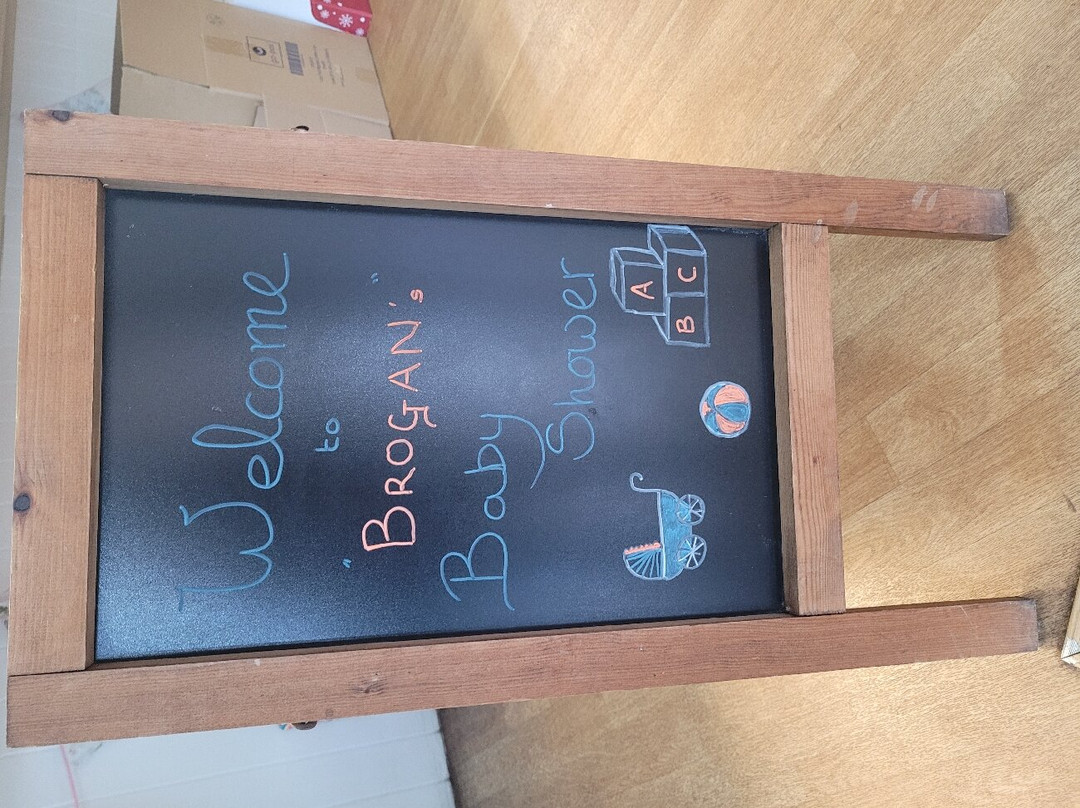 Welcome
to
"BROGAN's"
Baby
Shower
A
B C